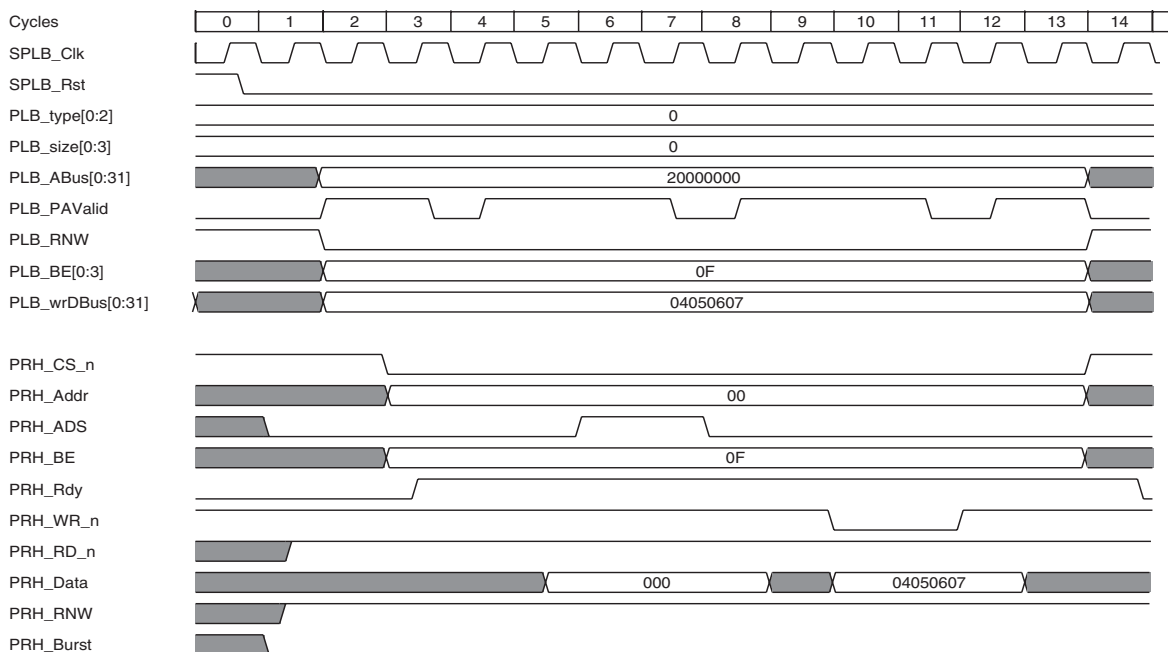 Cycles 0 1 2 3 4 5 6 7 8 9 10 11 12 13 14
SPLB_Clk
SPLB_Rst
PLB_type[0:2] 0
PLB_size[0:3] 0
PLB_ABus[0:31] 20000000
PLB_PAValid
PLB_RNW
PLB_BE[0:3] 0F
PLB_wrDBus[0:31] 04050607
PRH_CS_n
PRH_Addr 00
PRH_ADS
PRH_BE 0F
PRH_Rdy
PRH_WR_n
PRH_RD_n
PRH_Data 000 04050607
PRH_RNW
PRH_Burst